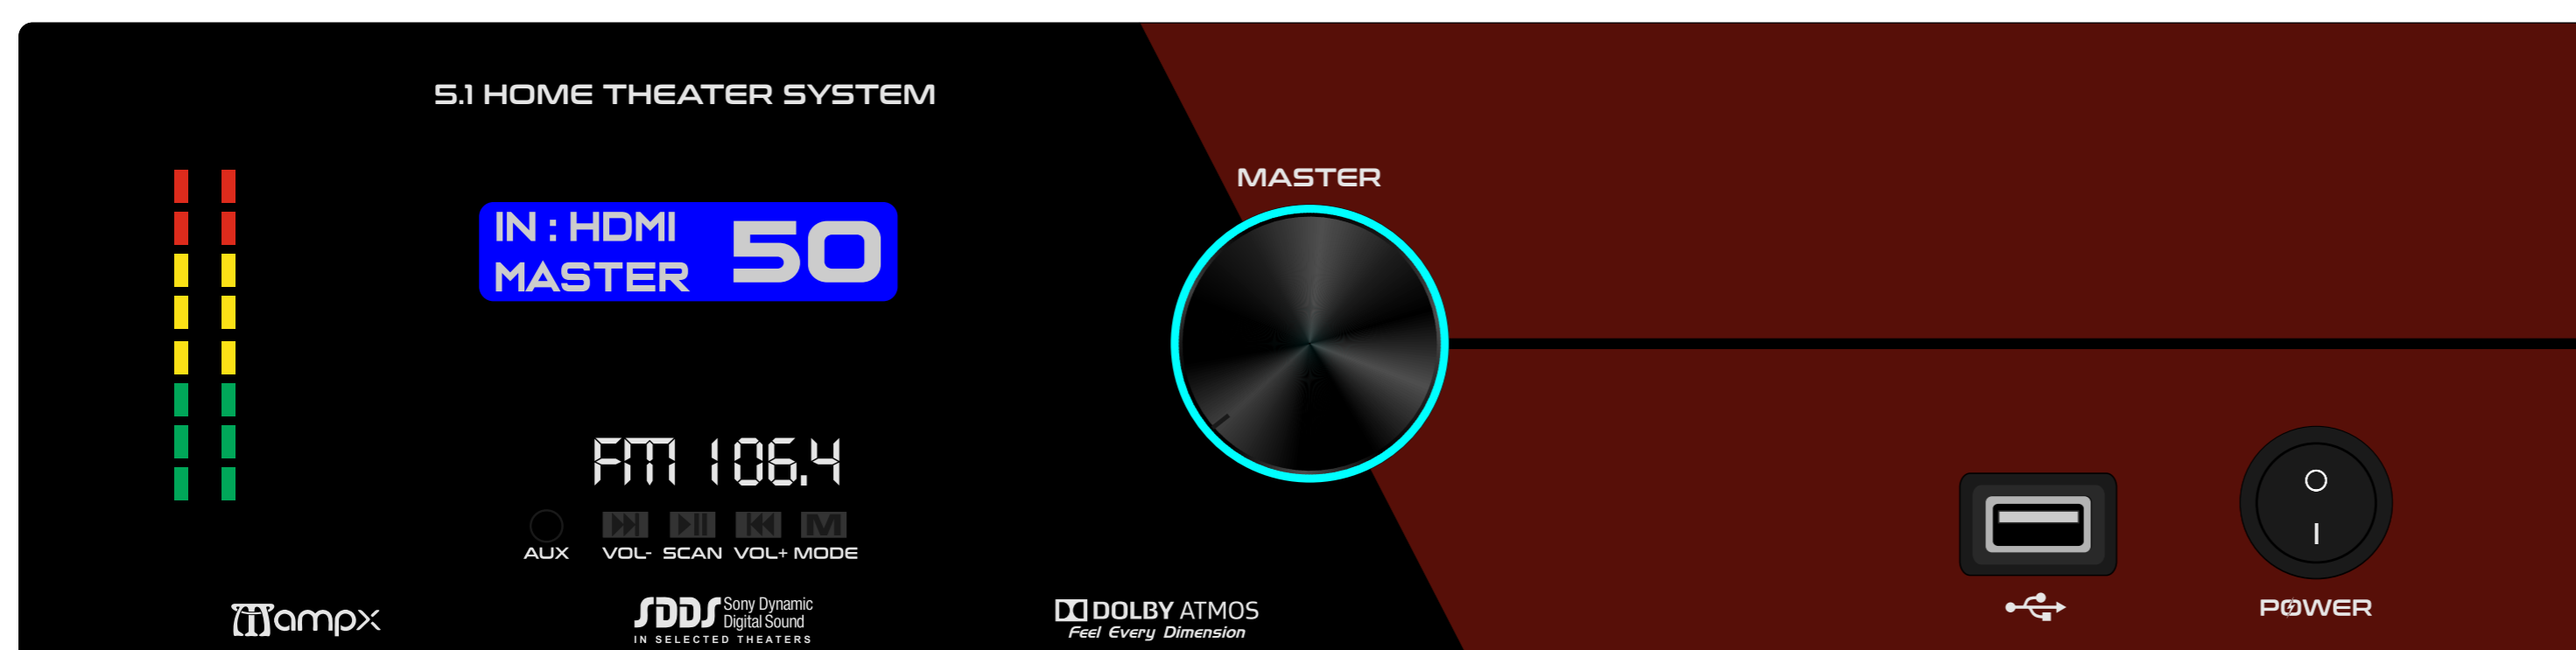 5.1 HOME THEATER SYSTEM
MASTER
IN : HDMI
MASTER
50
FM 106.4
AUX VOL- SCAN VOL+ MODE
M
ampx
SDDS Sony Dynamic
Digital Sound
IN SELECTED THEATERS
DOLBY ATMOS
Feel Every Dimension
POWER